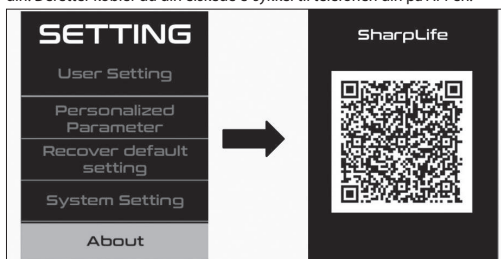 SETTING
User Setting
Personalized
Parameter
Recover default
setting
System Setting
About
SharpLife